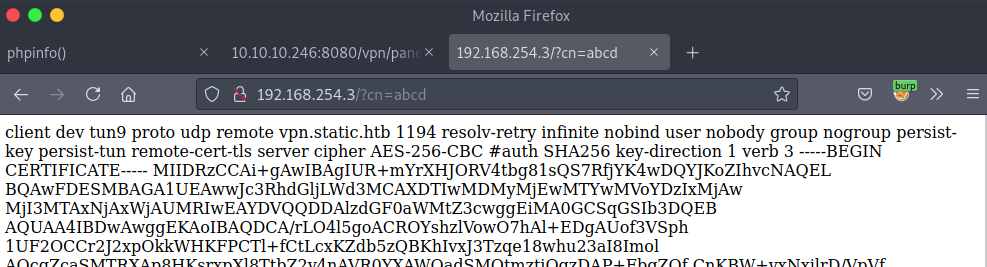 Mozilla Firefox
phpinfo()
10.10.10.246:8080/vpn/pane
192.168.254.3/?cn=abcd
192.168.254.3/?cn=abcd
burp
client dev tun9 proto udp remote vpn.static.htb 1194 resolv-retry infinite nobind user nobody group nogroup persist-
key persist-tun remote-cert-tls server cipher AES-256-CBC #auth SHA256 key-direction 1 verb 3 -----BEGIN
CERTIFICATE----- MIIDRzCCAi+gAwIBAgIUR+mYrXHJORV4tbg81sQS7RfjYK4wDQYJKoZIhvcNAQEL
BQAwFDESMBAGA1UEAwwJc3RhdGljLWd3MCAXDTIwMDMyMjEwMTYwMVoYDzIxMjAw
MjI3MTAxNjAxWjAUMRIwEAYDVQQDDAlzdGF0aWMtZ3cwggEiMA0GCSqGSIb3DQEB
AQUAA4IBDwAwggEKAoIBAQDCA/rLO4l5goACROYshzlVowO7hAl+EDgAUof3VSph
1UF2OCCr2J2xpOkkWHKFPCTl+fCtLcxKZdb5zQBKhIvxJ3Tzqe18whu23aI8Imol